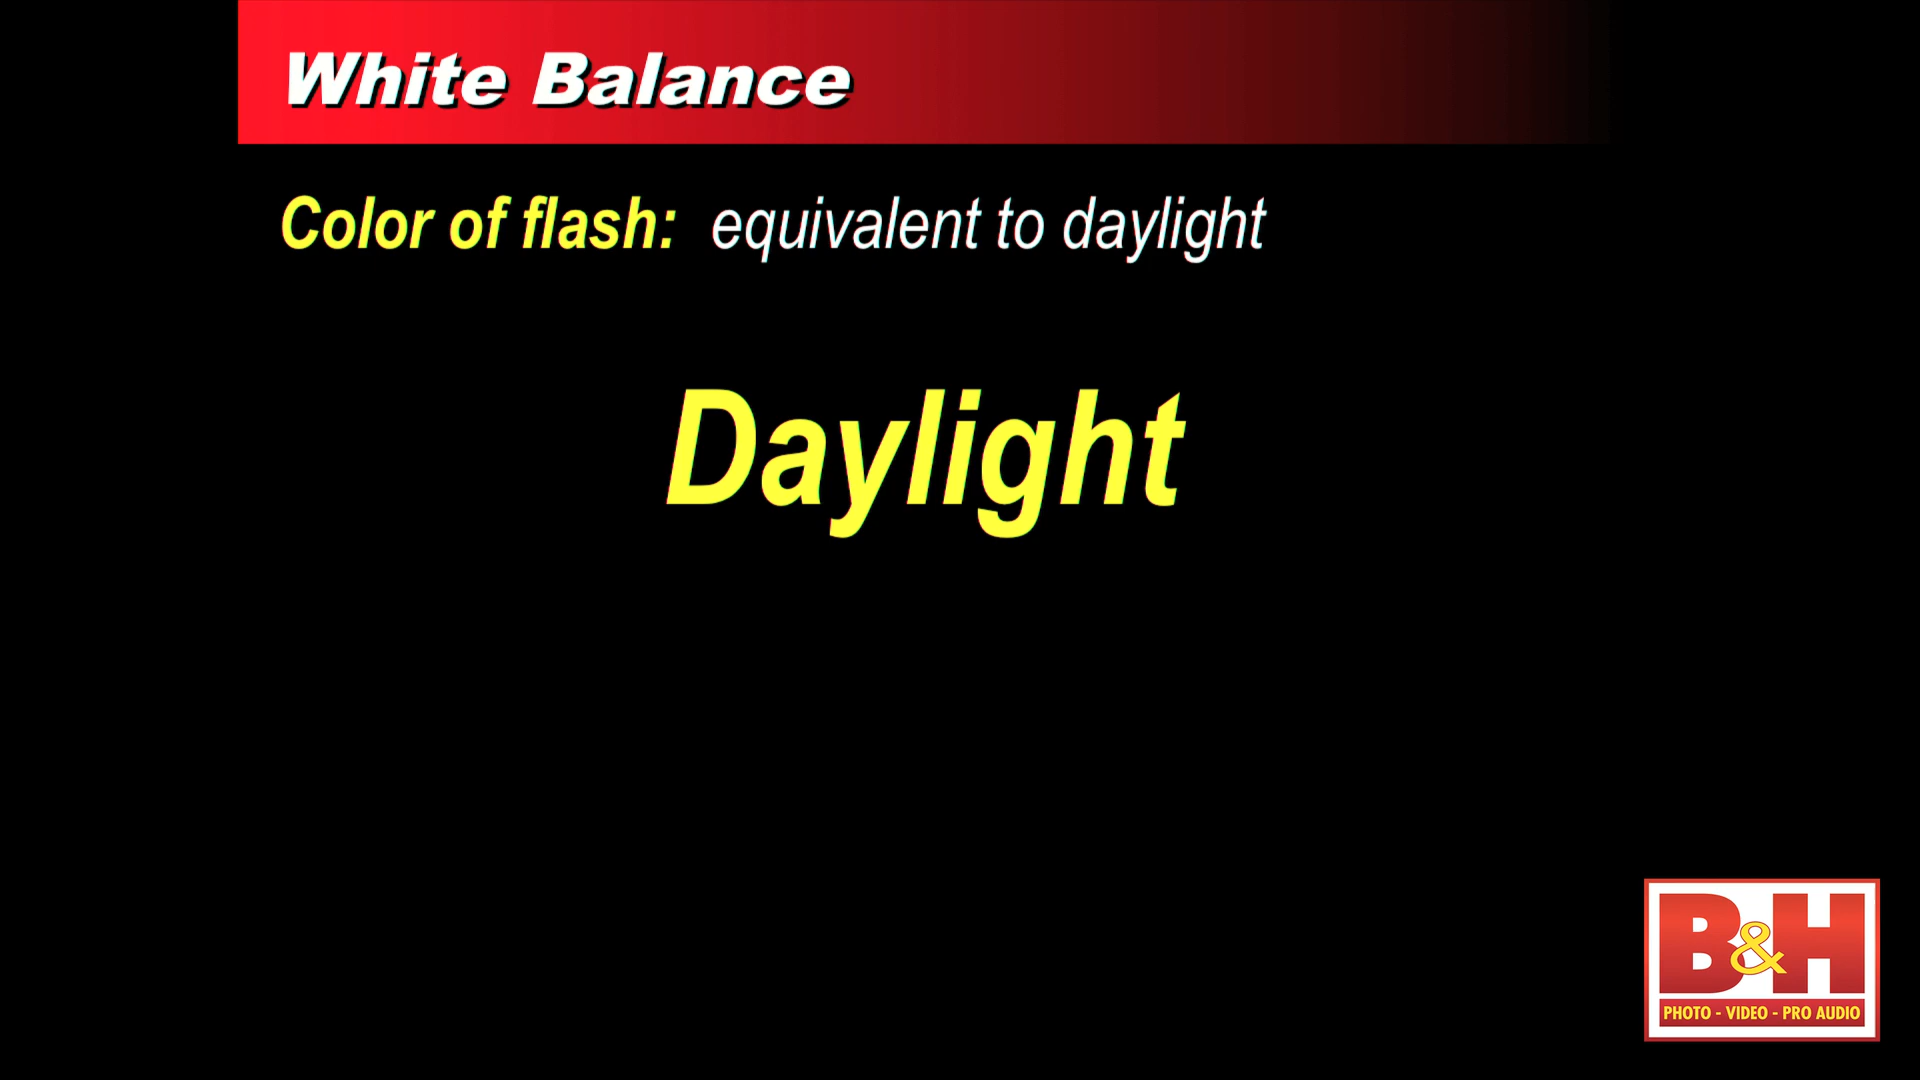 White Balance
Color of flash: equivalent to daylight
Daylight
B&H
PHOTO - VIDEO - PRO AUDIO